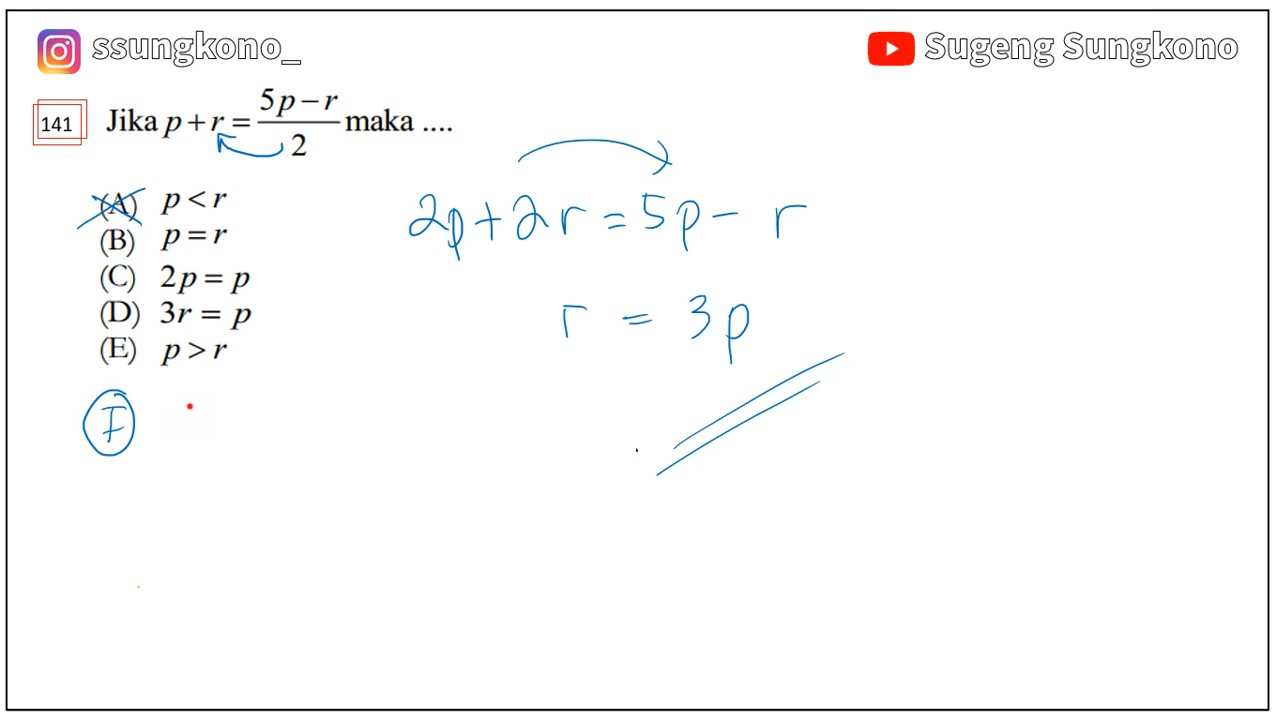 ssungkono_
Sugeng Sungkono
141 Jika p + r = (5p − r)/2 maka ....
(A) p < r
(B) p = r
(C) 2p = p
(D) 3r = p
(E) p > r
2p + 2r = 5p − r
r = 3p